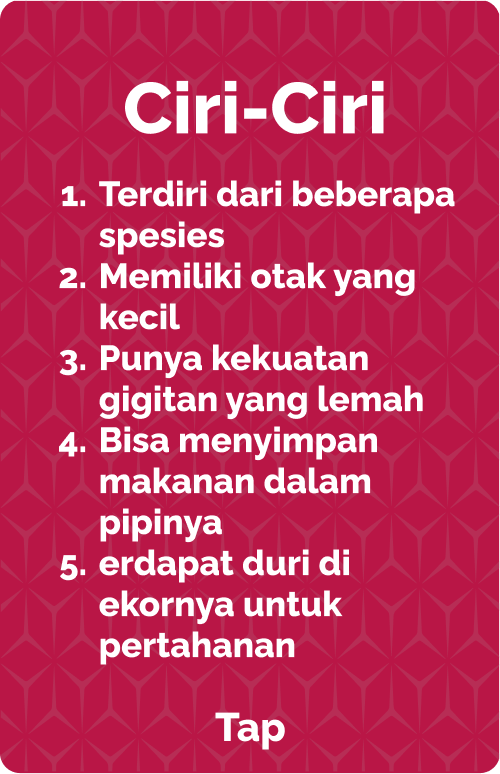 Ciri-Ciri
1. Terdiri dari beberapa
spesies
2. Memiliki otak yang
kecil
3. Punya kekuatan
gigitan yang lemah
4. Bisa menyimpan
makanan dalam
pipinya
5. erdapat duri di
ekornya untuk
pertahanan
Tap